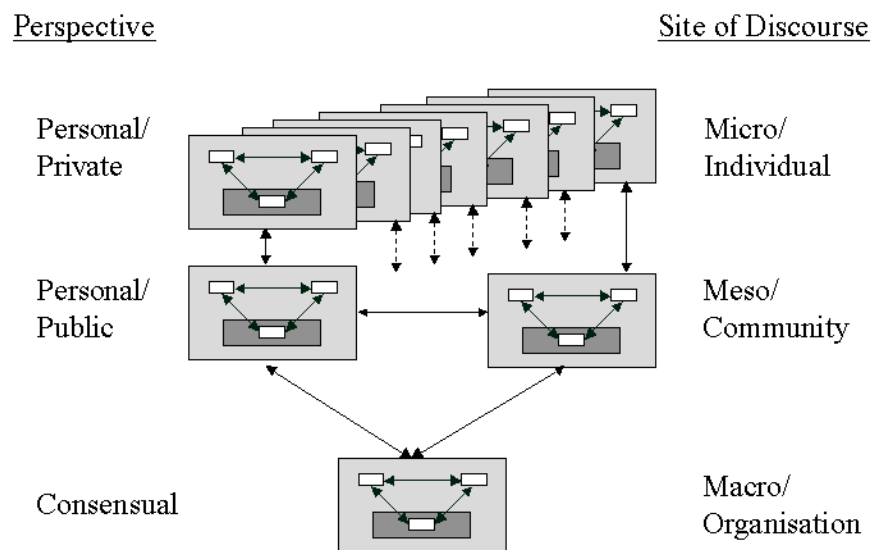 Perspective
Site of Discourse
Personal/
Private
Micro/
Individual
Personal/
Public
Meso/
Community
Consensual
Macro/
Organisation